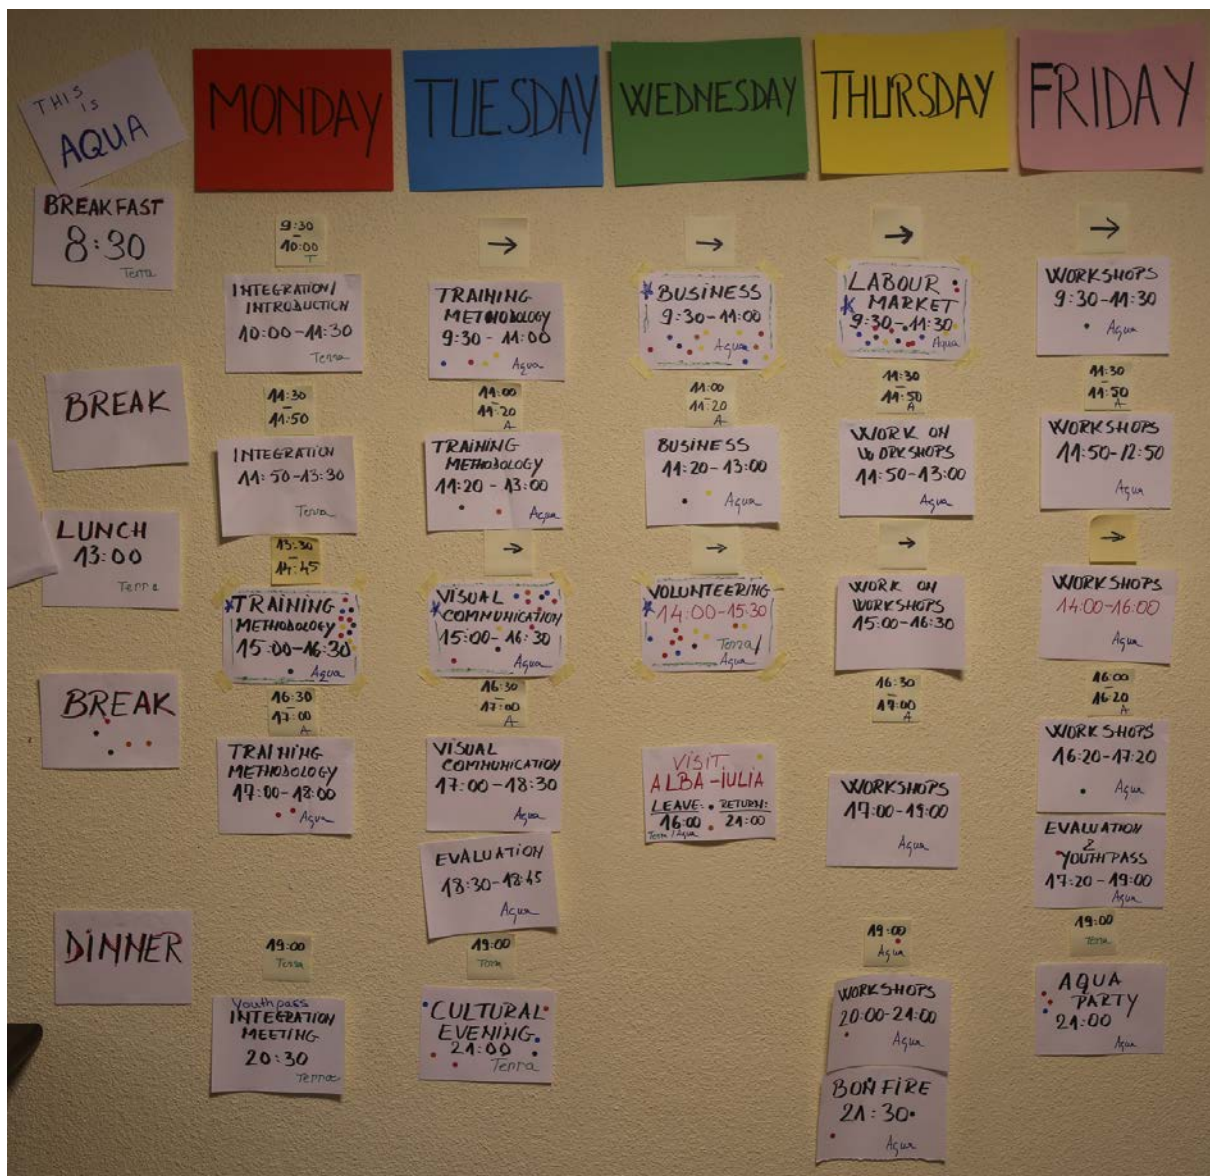 THIS
IS
AQUA
MONDAY
TUESDAY
WEDNESDAY
THURSDAY
FRIDAY
BREAKFAST
8:30
Terra
9:30
–
10:00
T
→
→
→
→
INTEGRATION/
INTRODUCTION
10:00-11:30
Terra
TRAINING
METHODOLOGY
9:30 - 11:00
Aqua
BUSINESS
9:30-11:00
Aqua
LABOUR
MARKET
9:30-11:30
Aqua
WORKSHOPS
9:30-11:30
Aqua
BREAK
11:30
–
11:50
11:00
–
11:20
A
11:00
–
11:20
A
11:30
–
11:50
A
11:30
–
11:50
A
INTEGRATION
11:50-13:30
Terra
TRAINING
METHODOLOGY
11:20 - 13:00
Aqua
BUSINESS
11:20-13:00
Aqua
WORK ON
WORKSHOPS
11:50-13:00
Aqua
WORKSHOPS
11:50-12:50
Aqua
LUNCH
13:00
Terra
13:30
–
14:45
→
→
→
→
TRAINING
METHODOLOGY
15:00-16:30
Aqua
VISUAL
COMMUNICATION
15:00-16:30
Aqua
VOLUNTEERING
14:00-15:30
Terra/
Aqua
WORK ON
WORKSHOPS
15:00-16:30
WORKSHOPS
14:00-16:00
Aqua
BREAK
16:30
–
17:00
A
16:30
–
17:00
A
16:30
–
17:00
A
16:00
–
16:20
A
TRAINING
METHODOLOGY
17:00-18:00
Aqua
VISUAL
COMMUNICATION
17:00-18:30
Aqua
VISIT
ALBA-IULIA
LEAVE: RETURN:
16:00 21:00
Terra/Aqua
WORKSHOPS
17:00-19:00
Aqua
WORKSHOPS
16:20-17:20
Aqua
EVALUATION
18:30-18:45
Aqua
EVALUATION
&
YOUTHPASS
17:20-19:00
Aqua
DINNER
19:00
Terra
19:00
Terra
19:00
Aqua
19:00
Terra
Youthpass
INTEGRATION
MEETING
20:30
Terra
CULTURAL
EVENING
21:00
Terra
WORKSHOPS
20:00-21:00
Aqua
BONFIRE
21:30
Aqua
AQUA
PARTY
21:00
Aqua